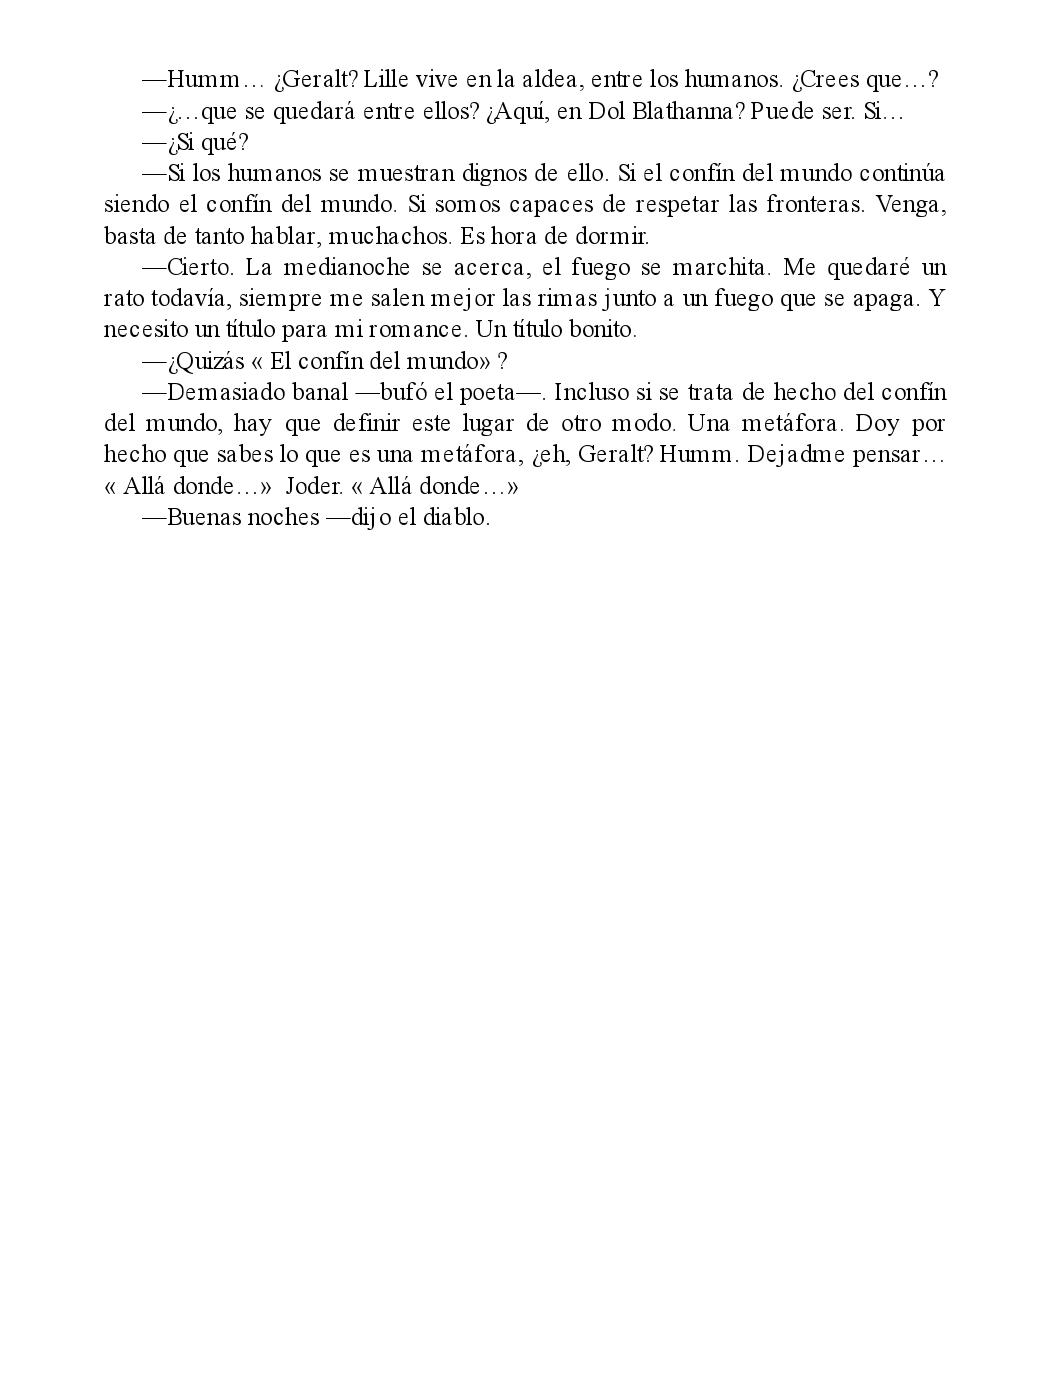 —Humm… ¿Geralt? Lille vive en la aldea, entre los humanos. ¿Crees que…?
—¿…que se quedará entre ellos? ¿Aquí, en Dol Blathanna? Puede ser. Si…
—¿Si qué?
—Si los humanos se muestran dignos de ello. Si el confín del mundo continúa
siendo el confín del mundo. Si somos capaces de respetar las fronteras. Venga,
basta de tanto hablar, muchachos. Es hora de dormir.
—Cierto. La medianoche se acerca, el fuego se marchita. Me quedaré un
rato todavía, siempre me salen mejor las rimas junto a un fuego que se apaga. Y
necesito un título para mi romance. Un título bonito.
—¿Quizás « El confín del mundo» ?
—Demasiado banal —bufó el poeta—. Incluso si se trata de hecho del confín
del mundo, hay que definir este lugar de otro modo. Una metáfora. Doy por
hecho que sabes lo que es una metáfora, ¿eh, Geralt? Humm. Dejadme pensar…
« Allá donde…» Joder. « Allá donde…»
—Buenas noches —dijo el diablo.